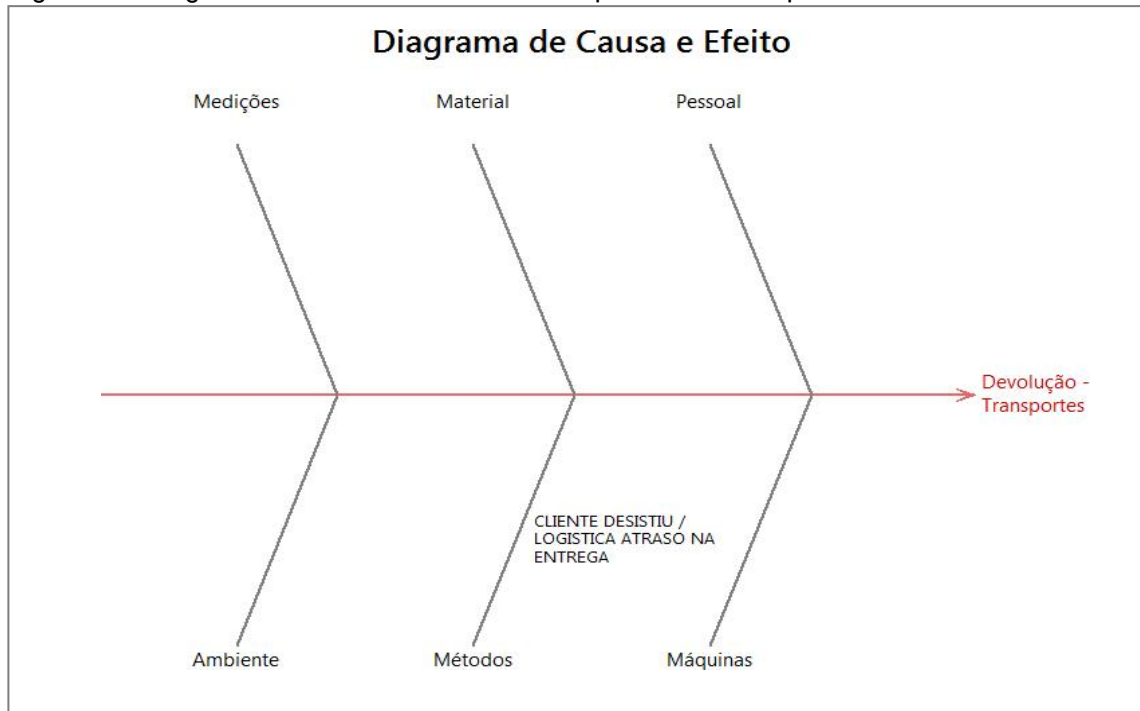 Diagrama de Causa e Efeito
Medições
Material
Pessoal
Devolução -
Transportes
CLIENTE DESISTIU /
LOGISTICA ATRASO NA
ENTREGA
Ambiente
Métodos
Máquinas